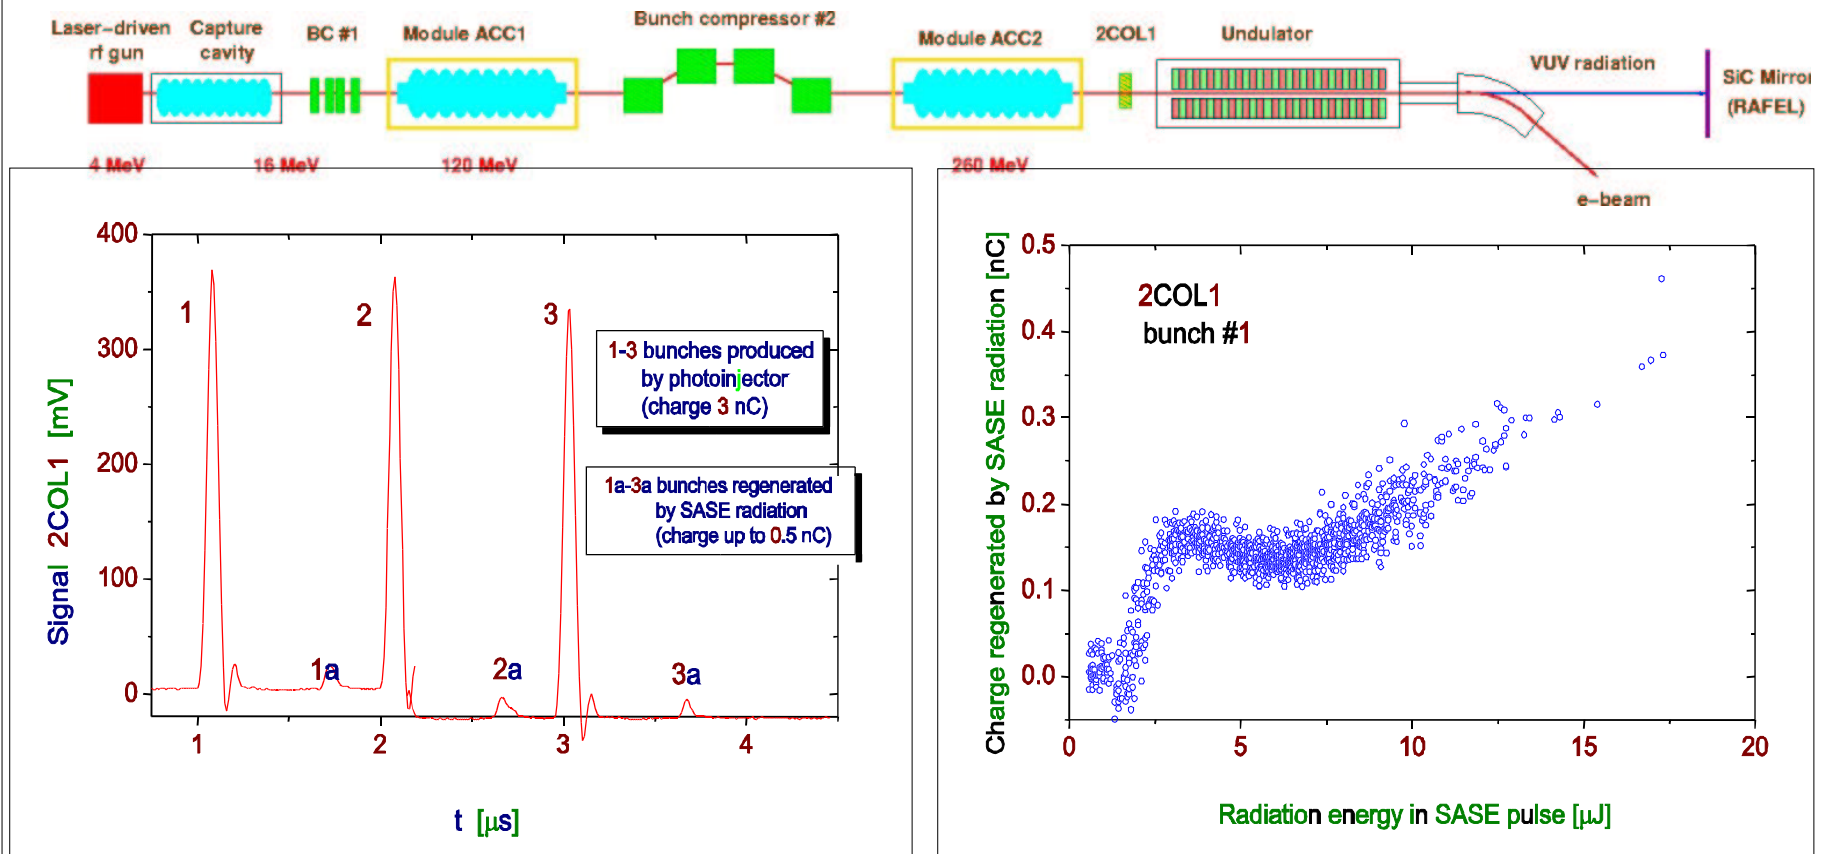 Laser-driven
rf gun
Capture
cavity
BC #1
Module ACC1
Bunch compressor #2
Module ACC2
2COL1
Undulator
VUV radiation
SiC Mirror
(RAFEL)
4 MeV
16 MeV
120 MeV
260 MeV
e-beam
Signal 2COL1 [mV]
400
300
200
100
0
1
2
3
1-3 bunches produced
by photoinjector
(charge 3 nC)
1a-3a bunches regenerated
by SASE radiation
(charge up to 0.5 nC)
1a
2a
3a
1
2
3
4
t [µs]
Charge regenerated by SASE radiation [nC]
0.5
0.4
0.3
0.2
0.1
0.0
2COL1
bunch #1
0
5
10
15
20
Radiation energy in SASE pulse [µJ]